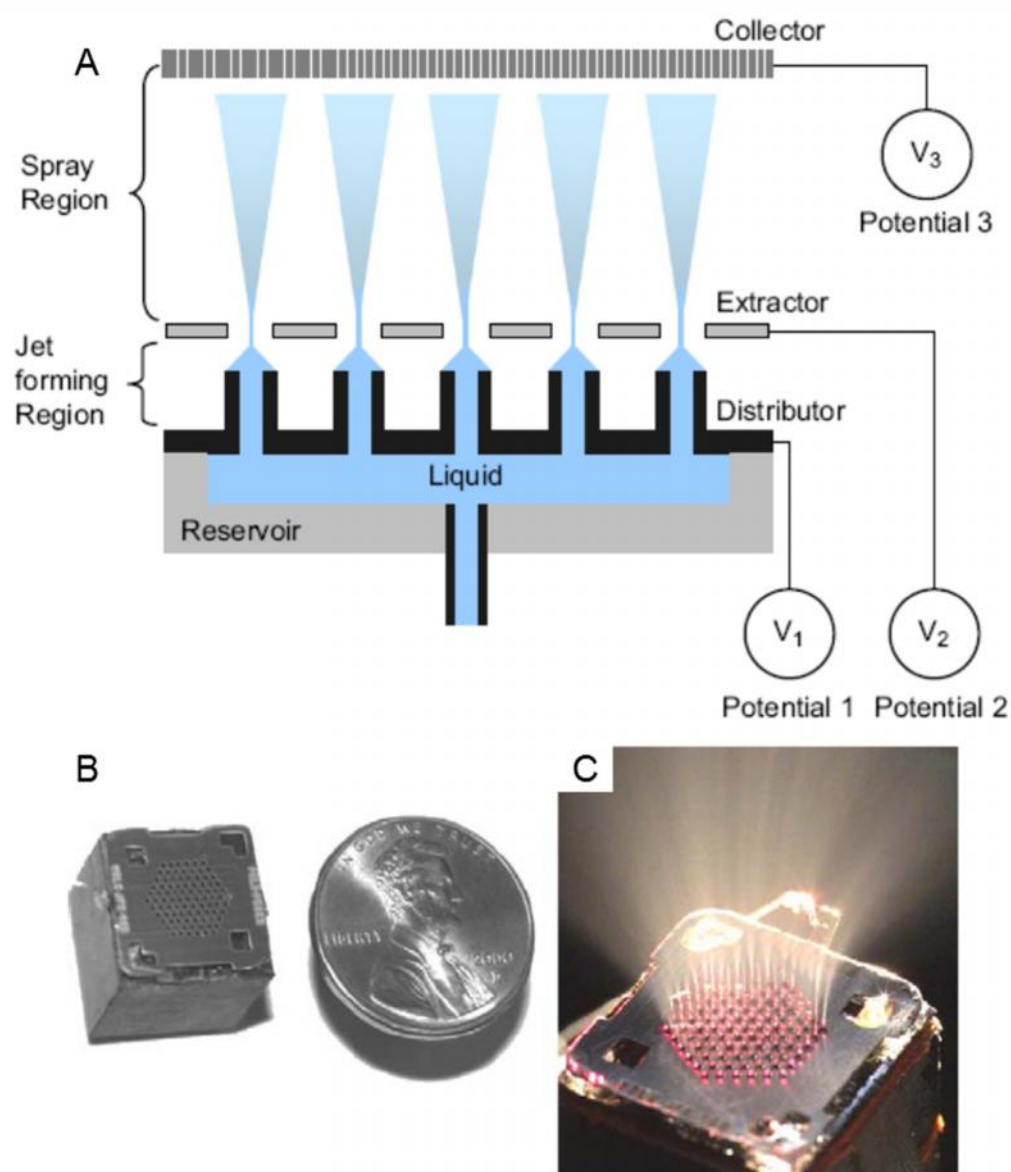 A
Collector
Spray
Region
V3
Potential 3
Extractor
Jet
forming
Region
Distributor
Liquid
Reservoir
V1
V2
Potential 1
Potential 2
B
C
IN GOD WE TRUST
LIBERTY
2000
D